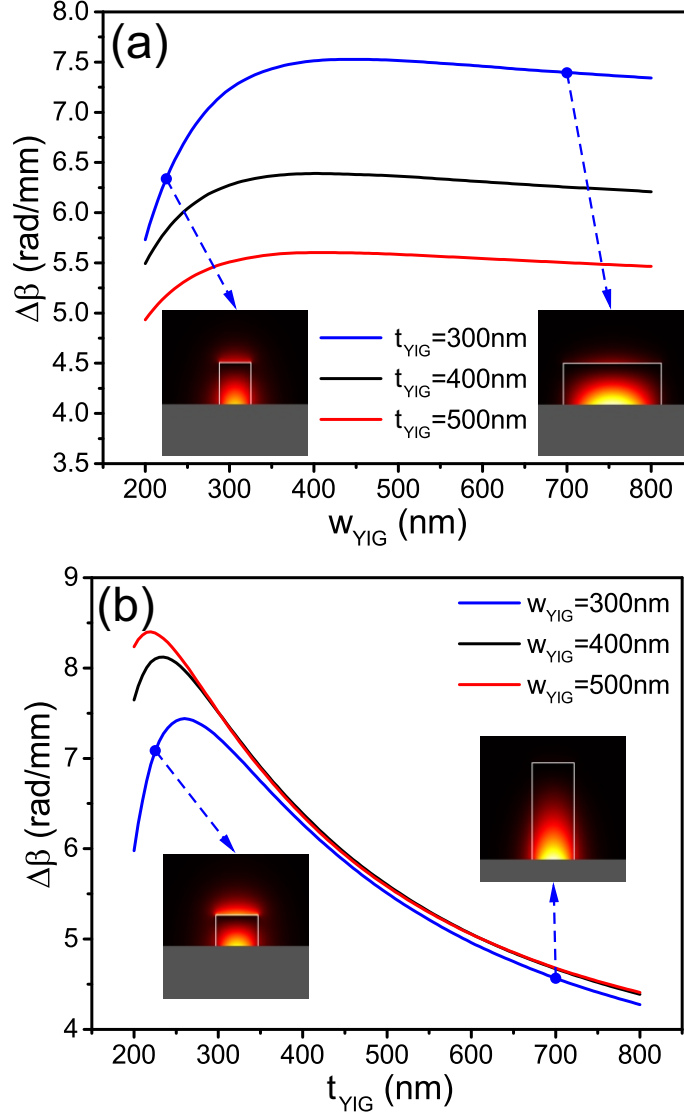 (a)
8.0
7.5
7.0
6.5
6.0
5.5
5.0
4.5
4.0
3.5
Δβ (rad/mm)
t_YIG=300nm
t_YIG=400nm
t_YIG=500nm
200 300 400 500 600 700 800
w_YIG (nm)
(b)
9
8
7
6
5
4
Δβ (rad/mm)
w_YIG=300nm
w_YIG=400nm
w_YIG=500nm
200 300 400 500 600 700 800
t_YIG (nm)